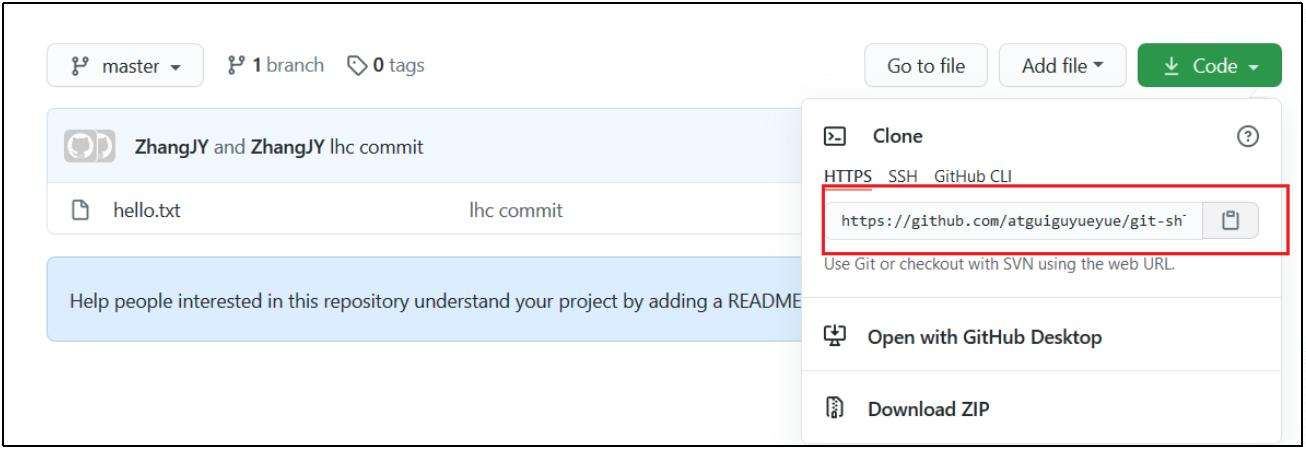 master
1 branch
0 tags
Go to file
Add file
Code
ZhangJY and ZhangJY lhc commit
hello.txt
lhc commit
Help people interested in this repository understand your project by adding a README
Clone
HTTPS SSH GitHub CLI
https://github.com/atguiguyueyue/git-sh
Use Git or checkout with SVN using the web URL.
Open with GitHub Desktop
Download ZIP